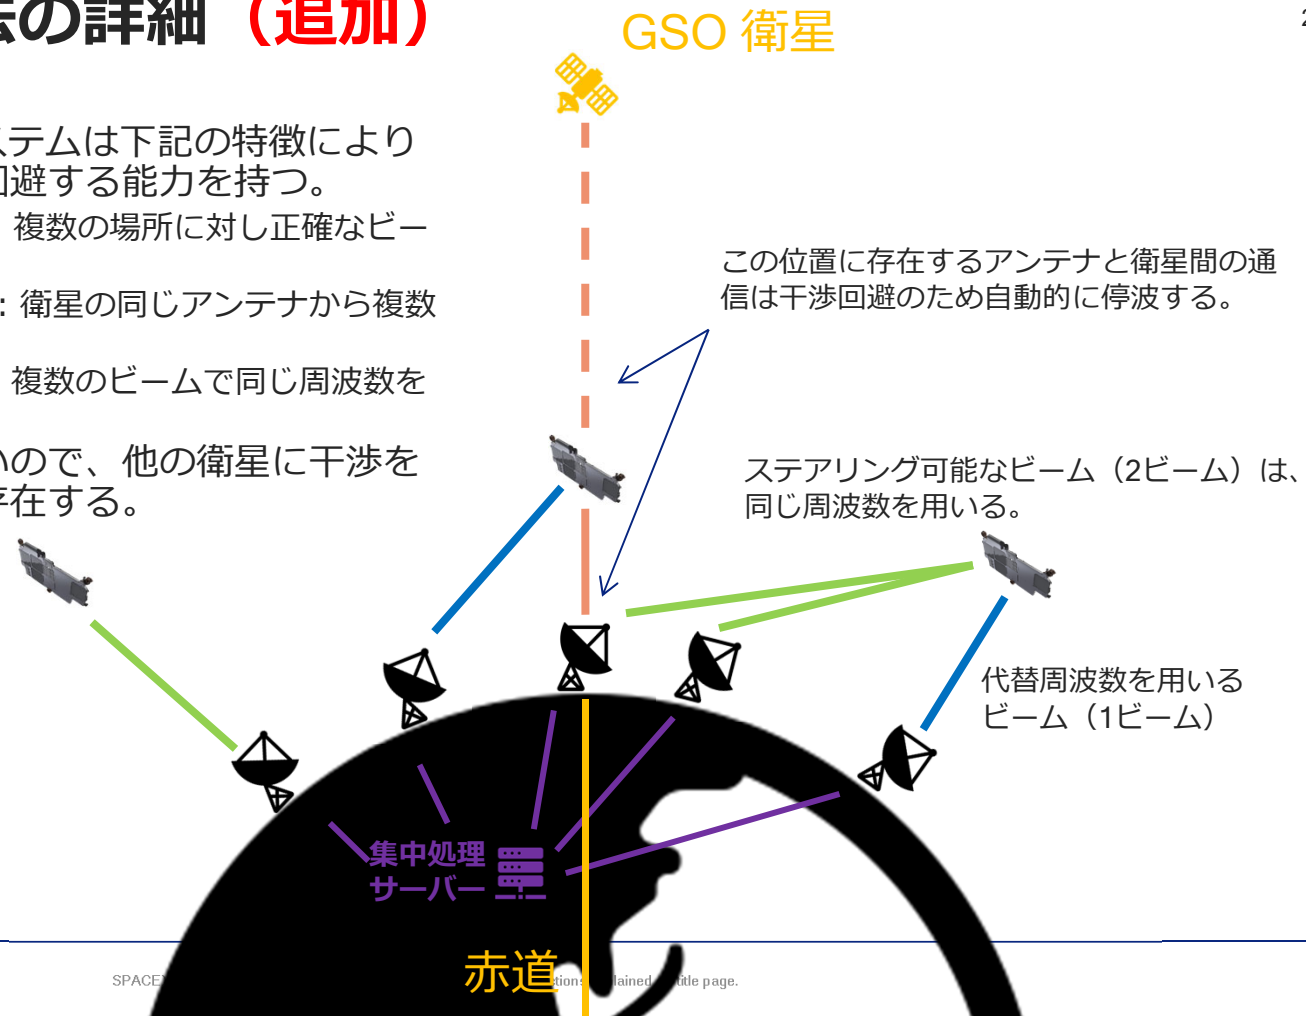 の詳細（追加）
GSO 衛星
2
ステムは下記の特徴により
回避する能力を持つ。
複数の場所に対し正確なビー
: 衛星の同じアンテナから複数
複数のビームで同じ周波数を
いので、他の衛星に干渉を
存在する。
この位置に存在するアンテナと衛星間の通
信は干渉回避のため自動的に停波する。
ステアリング可能なビーム（2ビーム）は、
同じ周波数を用いる。
代替周波数を用いる
ビーム（1ビーム）
集中処理
サーバー
赤道
SPACE
title page.